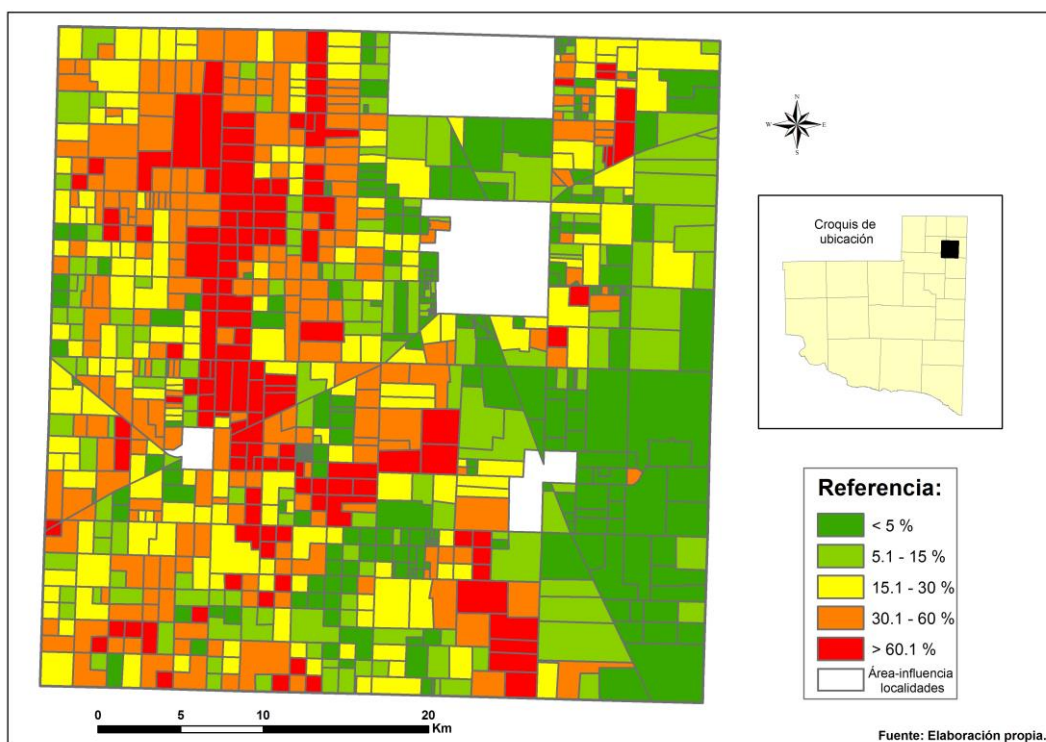 N
W E
S
Croquis de
ubicación
Referencia:
< 5 %
5.1 - 15 %
15.1 - 30 %
30.1 - 60 %
> 60.1 %
Área-influencia
localidades
0 5 10 20
Km
Fuente: Elaboración propia.